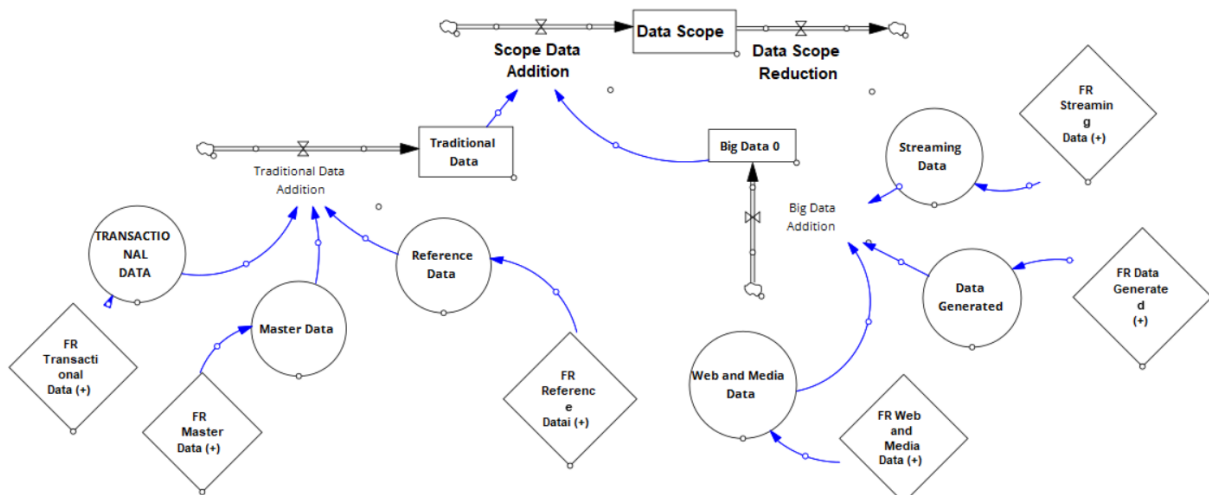 Data Scope
Scope Data
Addition
Data Scope
Reduction
FR
Streamin
g
Data (+)
Traditional
Data
Big Data 0
Streaming
Data
Traditional Data
Addition
Big Data
Addition
TRANSACTIO
NAL
DATA
Reference
Data
FR Data
Generate
d
(+)
Data
Generated
Master Data
FR
Transacti
onal
Data (+)
Web and Media
Data
FR
Referenc
e
Datai (+)
FR
Master
Data (+)
FR Web
and
Media
Data (+)